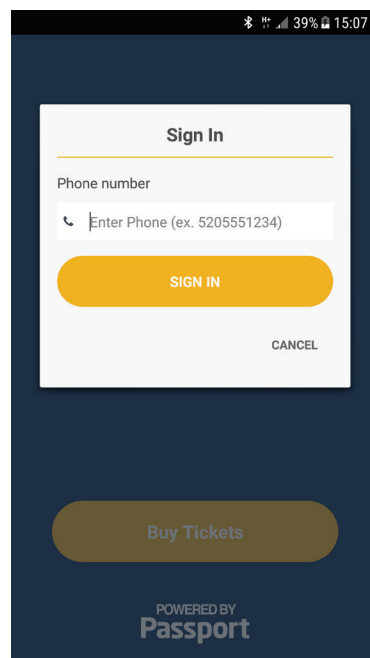 39% 15:07
Sign In
Phone number
Enter Phone (ex. 5205551234)
SIGN IN
CANCEL
Buy Tickets
POWERED BY
Passport